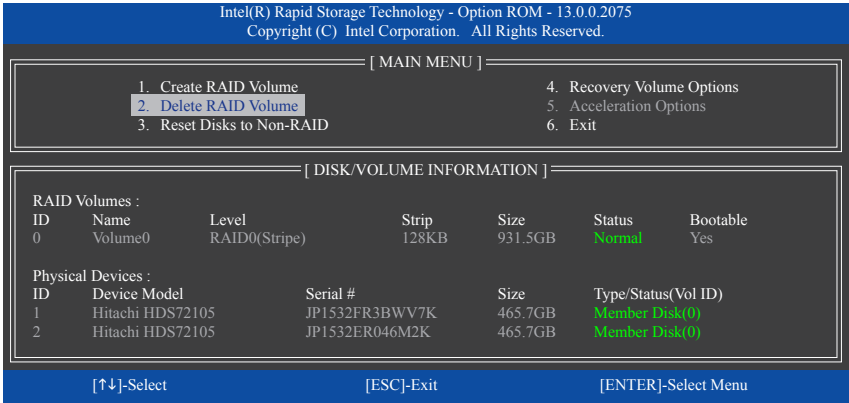 Intel(R) Rapid Storage Technology - Option ROM - 13.0.0.2075
Copyright (C) Intel Corporation. All Rights Reserved.
[ MAIN MENU ]
1. Create RAID Volume 4. Recovery Volume Options
2. Delete RAID Volume 5. Acceleration Options
3. Reset Disks to Non-RAID 6. Exit
[ DISK/VOLUME INFORMATION ]
RAID Volumes :
ID Name Level Strip Size Status Bootable
0 Volume0 RAID0(Stripe) 128KB 931.5GB Normal Yes
Physical Devices :
ID Device Model Serial # Size Type/Status(Vol ID)
1 Hitachi HDS72105 JP1532FR3BWV7K 465.7GB Member Disk(0)
2 Hitachi HDS72105 JP1532ER046M2K 465.7GB Member Disk(0)
[↑↓]-Select [ESC]-Exit [ENTER]-Select Menu